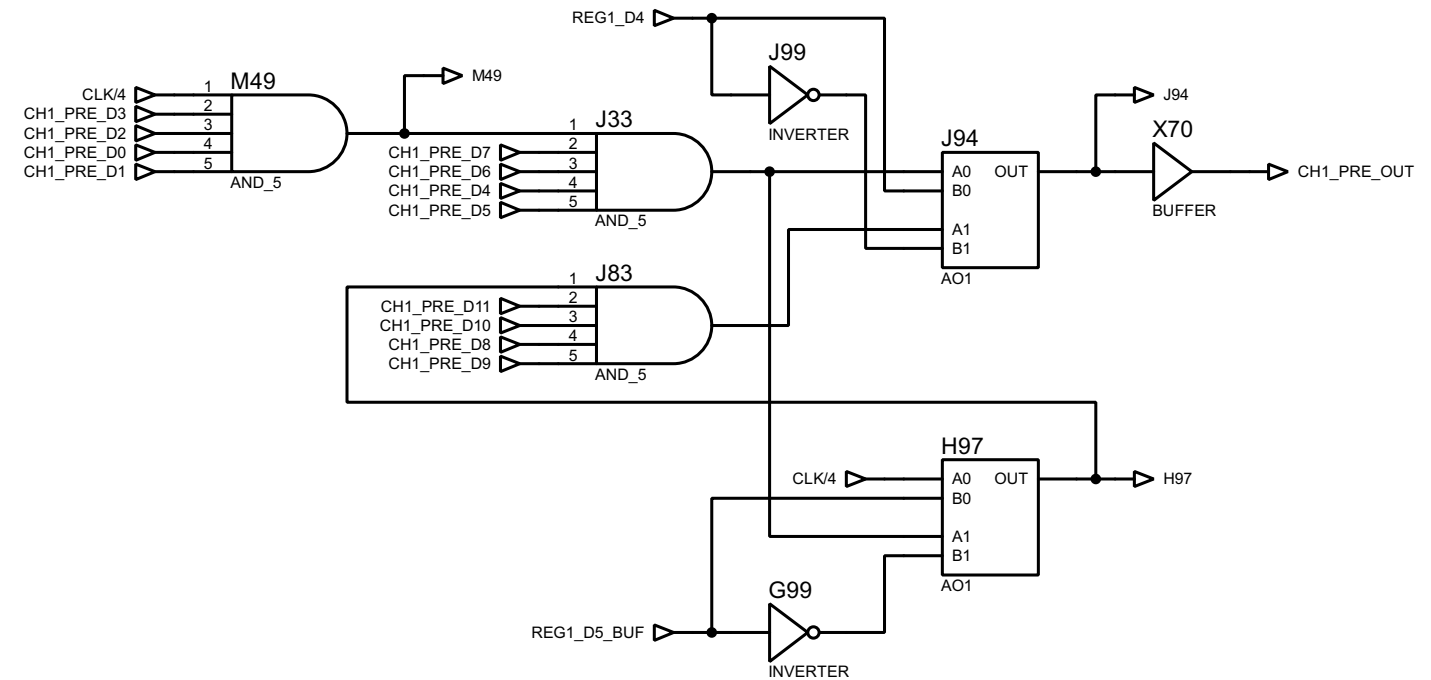 REG1_D4
J99
INVERTER
M49
CLK/4
CH1_PRE_D3
CH1_PRE_D2
CH1_PRE_D0
CH1_PRE_D1
1
2
3
4
5
M49
AND_5
J33
CH1_PRE_D7
CH1_PRE_D6
CH1_PRE_D4
CH1_PRE_D5
1
2
3
4
5
AND_5
J94
A0 OUT
B0
A1
B1
AO1
J94
X70
BUFFER
CH1_PRE_OUT
J83
CH1_PRE_D11
CH1_PRE_D10
CH1_PRE_D8
CH1_PRE_D9
1
2
3
4
5
AND_5
H97
CLK/4
A0 OUT
B0
A1
B1
AO1
H97
G99
REG1_D5_BUF
INVERTER